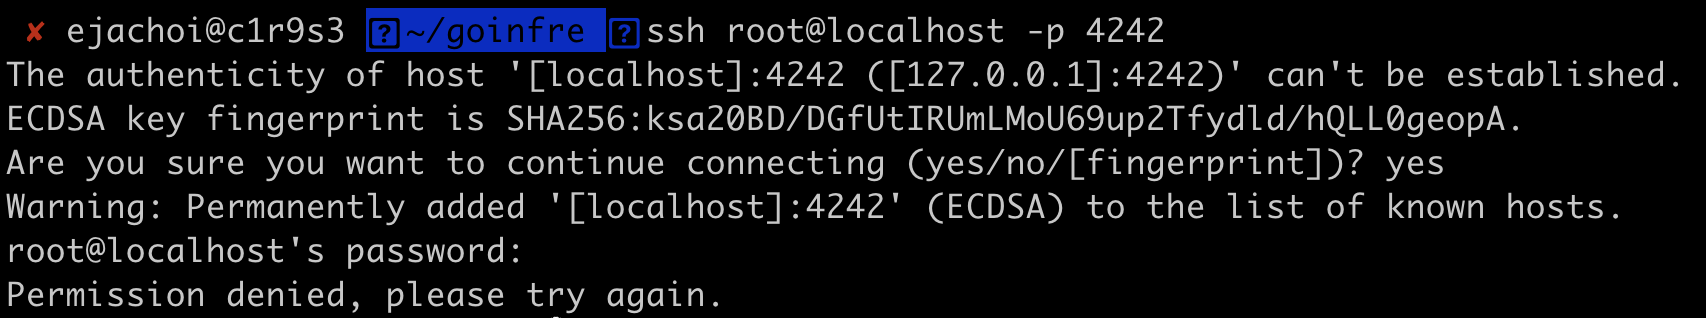 ✘ ejachoi@c1r9s3 ~/goinfre ssh root@localhost -p 4242
The authenticity of host '[localhost]:4242 ([127.0.0.1]:4242)' can't be established.
ECDSA key fingerprint is SHA256:ksa20BD/DGfUtIRUmLMoU69up2Tfydld/hQLL0geopA.
Are you sure you want to continue connecting (yes/no/[fingerprint])? yes
Warning: Permanently added '[localhost]:4242' (ECDSA) to the list of known hosts.
root@localhost's password:
Permission denied, please try again.